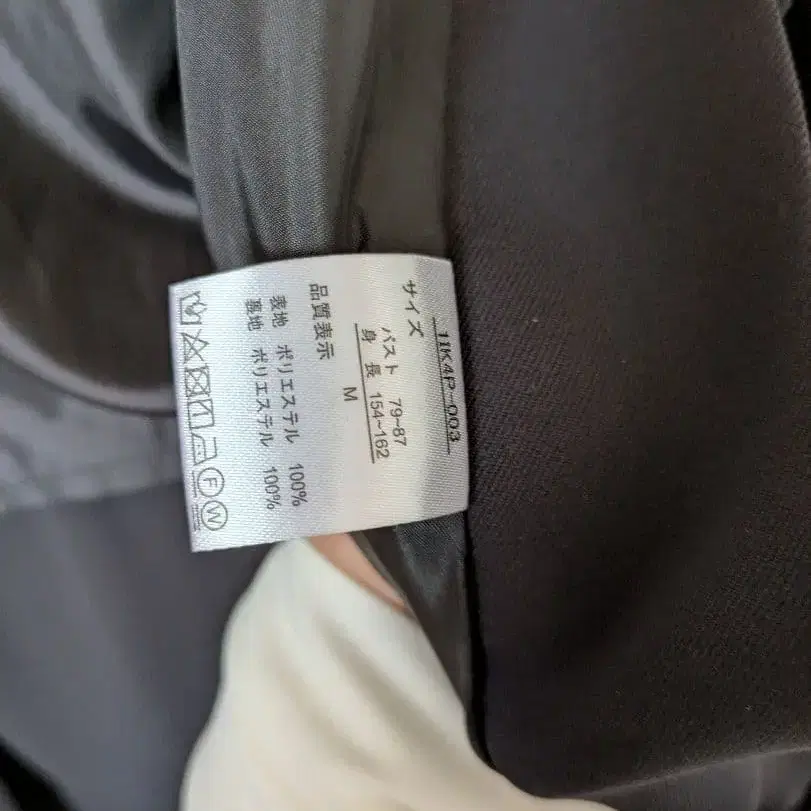 11K4P-003
サイズ
バスト 79~87
身長 154~162
M
品質表示
表地 ポリエステル 100%
裏地 ポリエステル 100%
F W